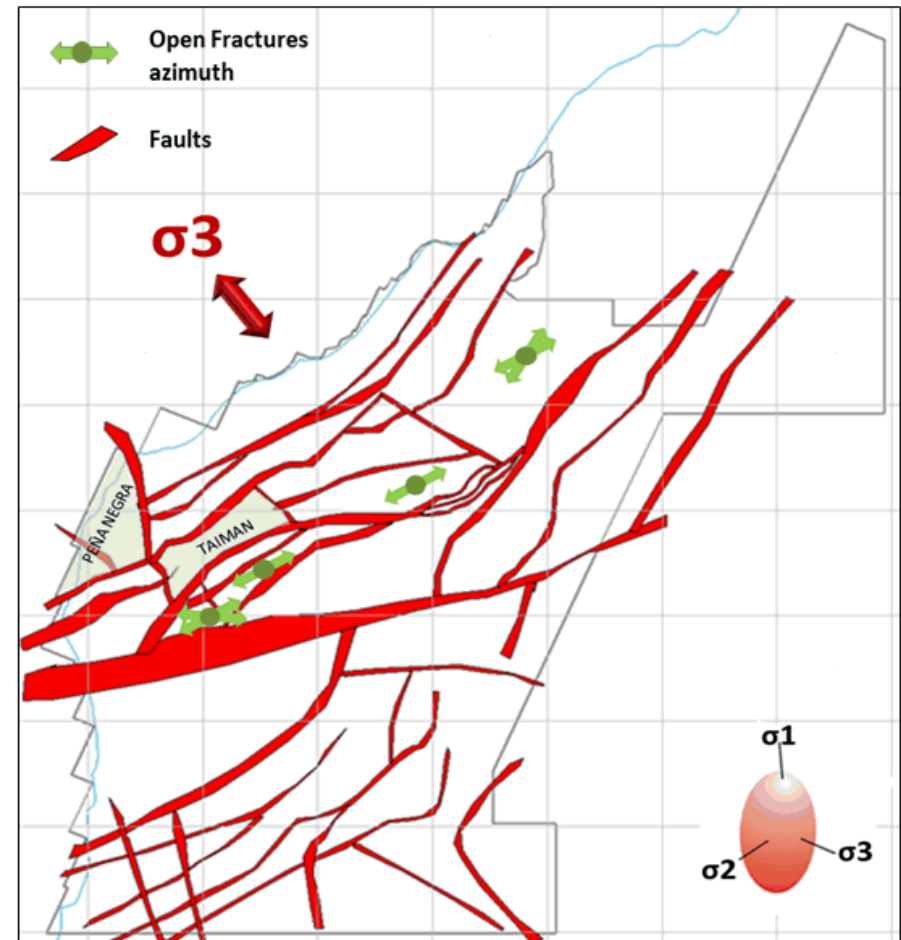 Open Fractures
azimuth
Faults
σ3
PEÑA NEGRA
TAIMAN
σ1
σ3
σ2